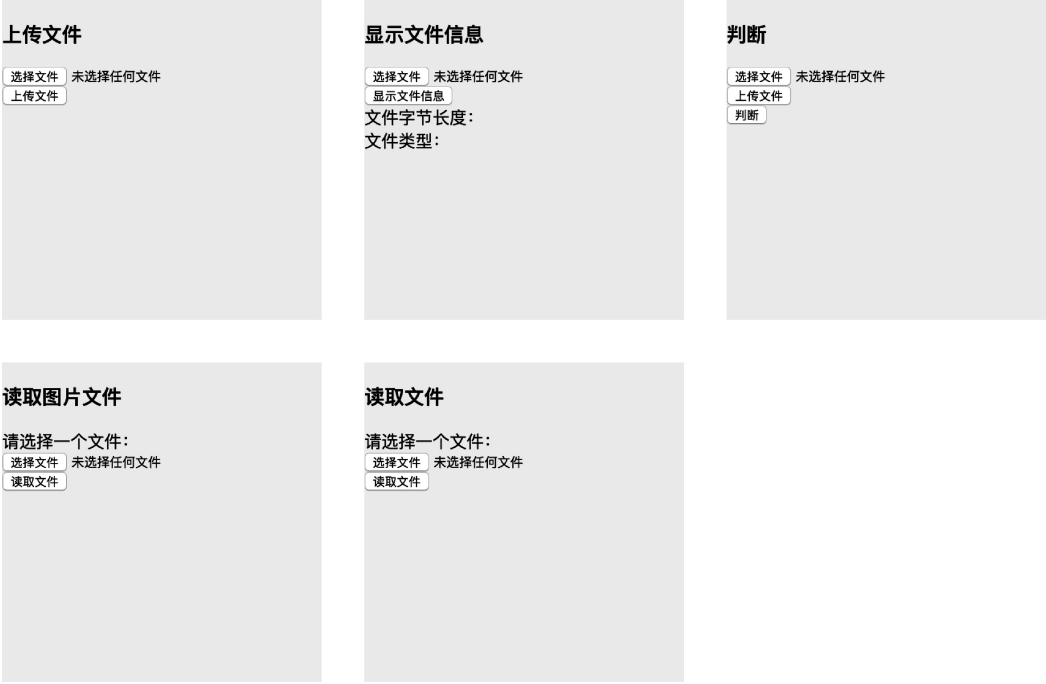 上传文件
选择文件 未选择任何文件
上传文件
显示文件信息
选择文件 未选择任何文件
显示文件信息
文件字节长度：
文件类型：
判断
选择文件 未选择任何文件
上传文件
判断
读取图片文件
请选择一个文件：
选择文件 未选择任何文件
读取文件
读取文件
请选择一个文件：
选择文件 未选择任何文件
读取文件